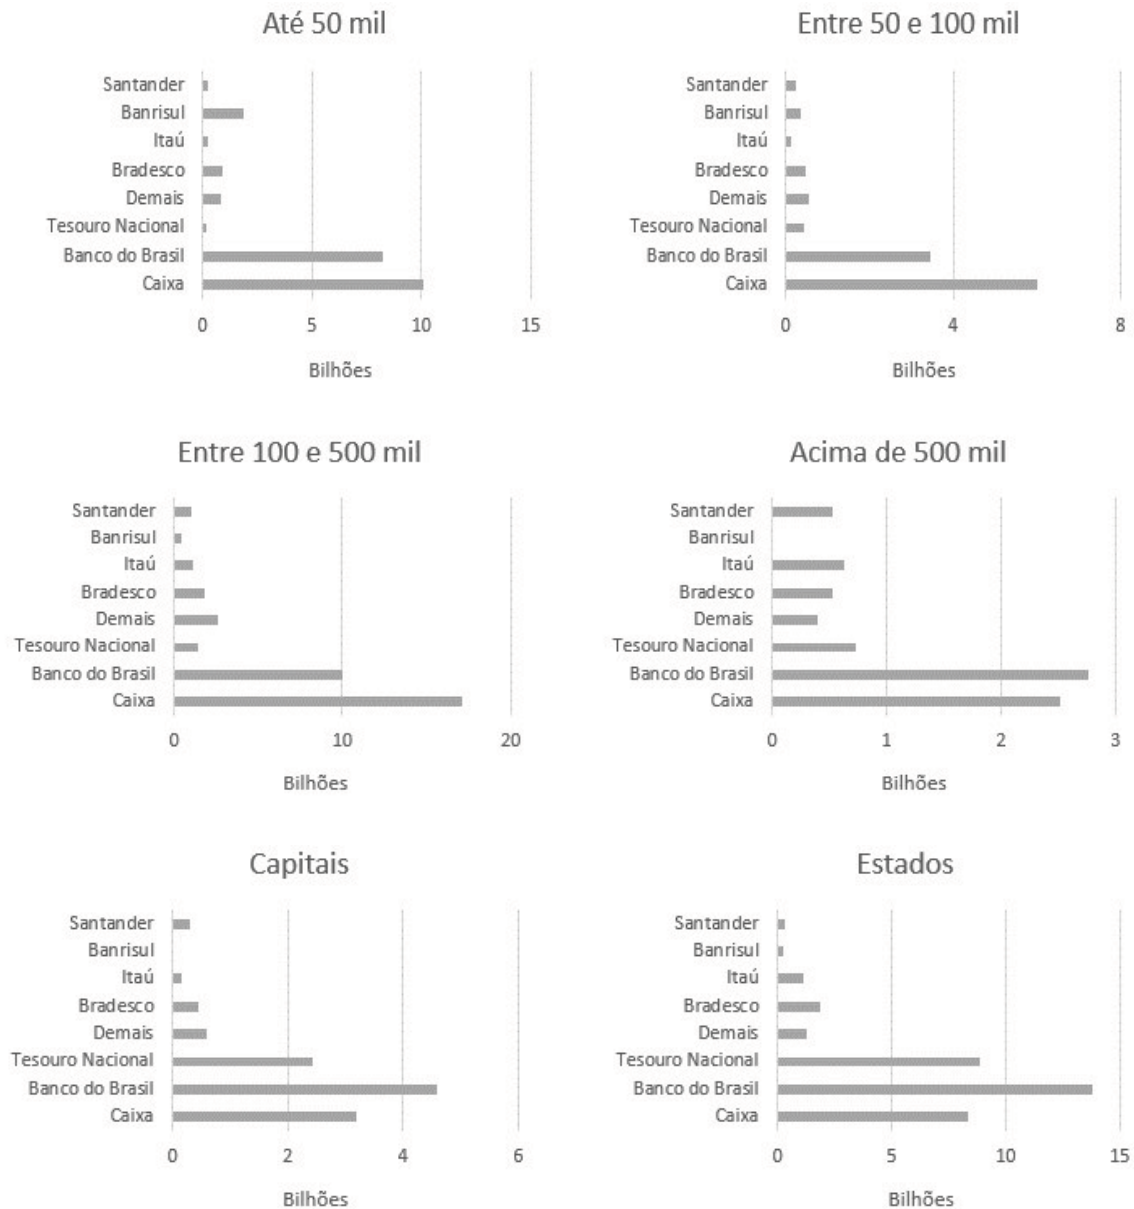 Até 50 mil
Santander
Banrisul
Itaú
Bradesco
Demais
Tesouro Nacional
Banco do Brasil
Caixa
0 5 10 15
Bilhões
Entre 50 e 100 mil
Santander
Banrisul
Itaú
Bradesco
Demais
Tesouro Nacional
Banco do Brasil
Caixa
0 4 8
Bilhões
Entre 100 e 500 mil
Santander
Banrisul
Itaú
Bradesco
Demais
Tesouro Nacional
Banco do Brasil
Caixa
0 10 20
Bilhões
Acima de 500 mil
Santander
Banrisul
Itaú
Bradesco
Demais
Tesouro Nacional
Banco do Brasil
Caixa
0 1 2 3
Bilhões
Capitais
Santander
Banrisul
Itaú
Bradesco
Demais
Tesouro Nacional
Banco do Brasil
Caixa
0 2 4 6
Bilhões
Estados
Santander
Banrisul
Itaú
Bradesco
Demais
Tesouro Nacional
Banco do Brasil
Caixa
0 5 10 15
Bilhões